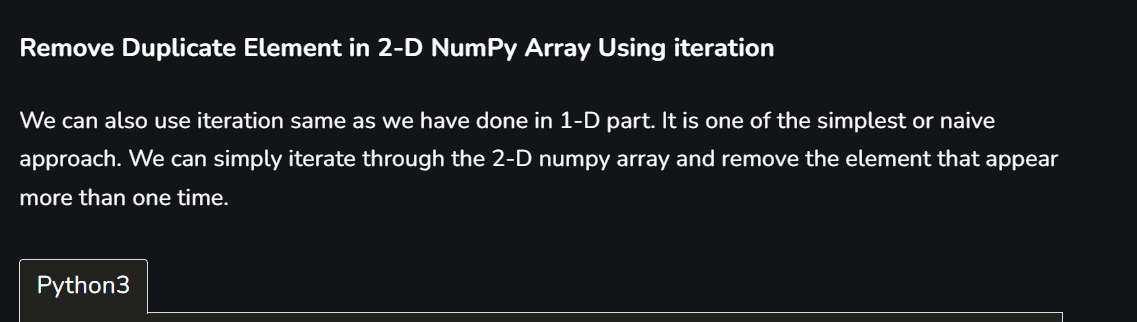 Remove Duplicate Element in 2-D NumPy Array Using iteration
We can also use iteration same as we have done in 1-D part. It is one of the simplest or naive
approach. We can simply iterate through the 2-D numpy array and remove the element that appear
more than one time.
Python3